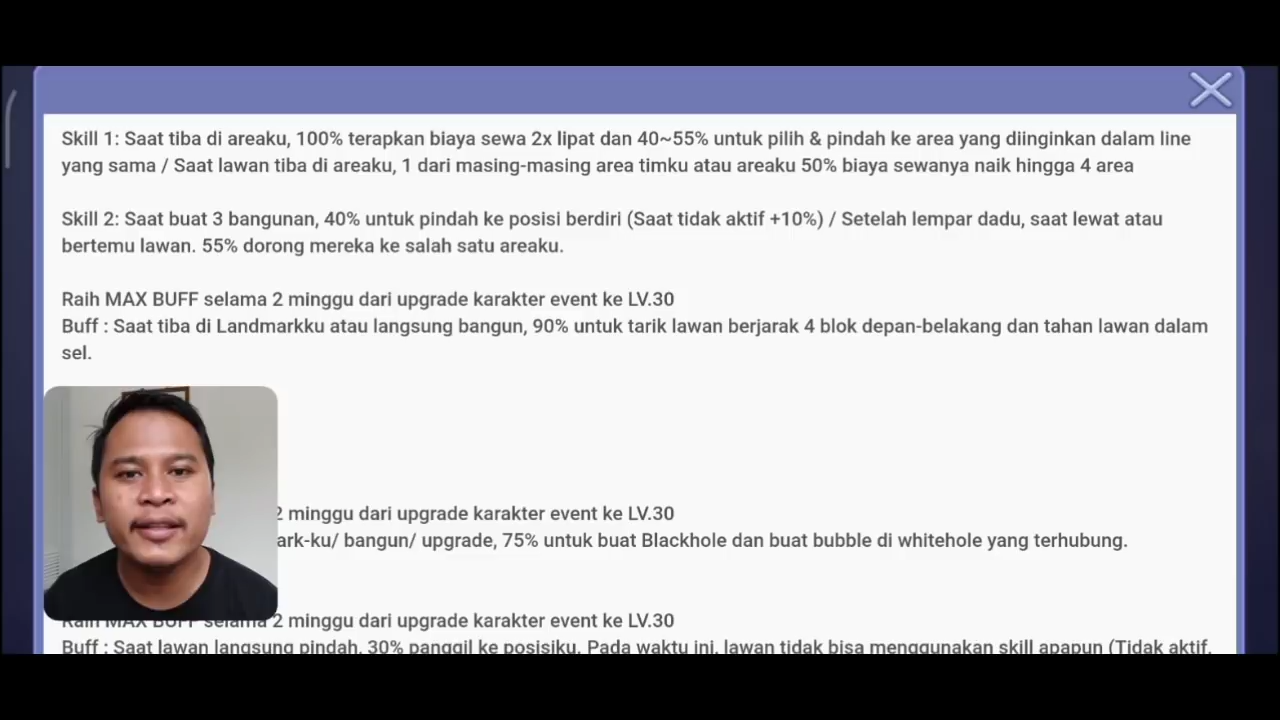 Skill 1: Saat tiba di areaku, 100% terapkan biaya sewa 2x lipat dan 40~55% untuk pilih & pindah ke area yang diinginkan dalam line
yang sama / Saat lawan tiba di areaku, 1 dari masing-masing area timku atau areaku 50% biaya sewanya naik hingga 4 area
Skill 2: Saat buat 3 bangunan, 40% untuk pindah ke posisi berdiri (Saat tidak aktif +10%) / Setelah lempar dadu, saat lewat atau
bertemu lawan. 55% dorong mereka ke salah satu areaku.
Raih MAX BUFF selama 2 minggu dari upgrade karakter event ke LV.30
Buff : Saat tiba di Landmarkku atau langsung bangun, 90% untuk tarik lawan berjarak 4 blok depan-belakang dan tahan lawan dalam
sel.
2 minggu dari upgrade karakter event ke LV.30
ark-ku/ bangun/ upgrade, 75% untuk buat Blackhole dan buat bubble di whitehole yang terhubung.
Raih MAX BUFF selama 2 minggu dari upgrade karakter event ke LV.30
Buff : Saat lawan langsung pindah, 30% panggil ke posisiku. Pada waktu ini, lawan tidak bisa menggunakan skill apapun (Tidak aktif,